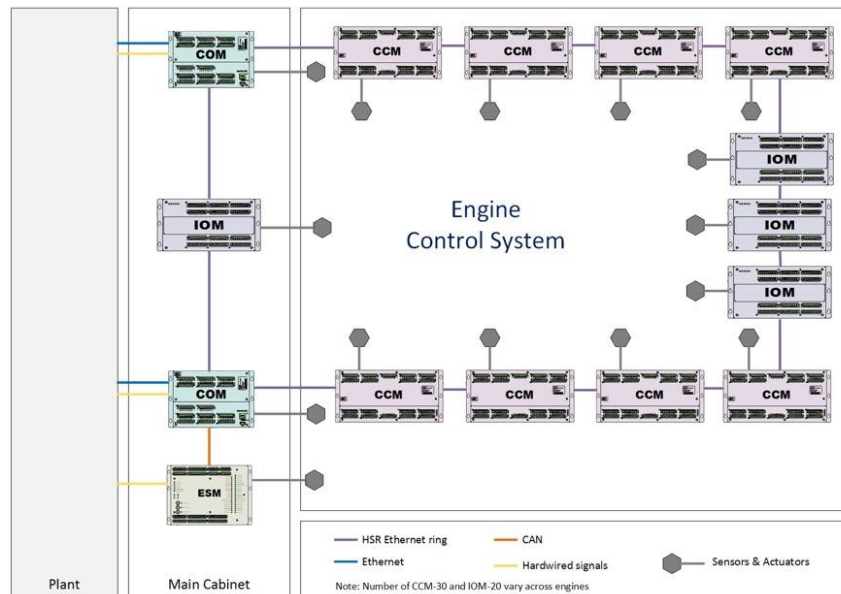 COM
CCM
CCM
CCM
CCM
IOM
IOM
IOM
IOM
Engine
Control System
COM
CCM
CCM
CCM
CCM
ESM
HSR Ethernet ring
CAN
Ethernet
Hardwired signals
Sensors & Actuators
Note: Number of CCM-30 and IOM-20 vary across engines
Plant
Main Cabinet